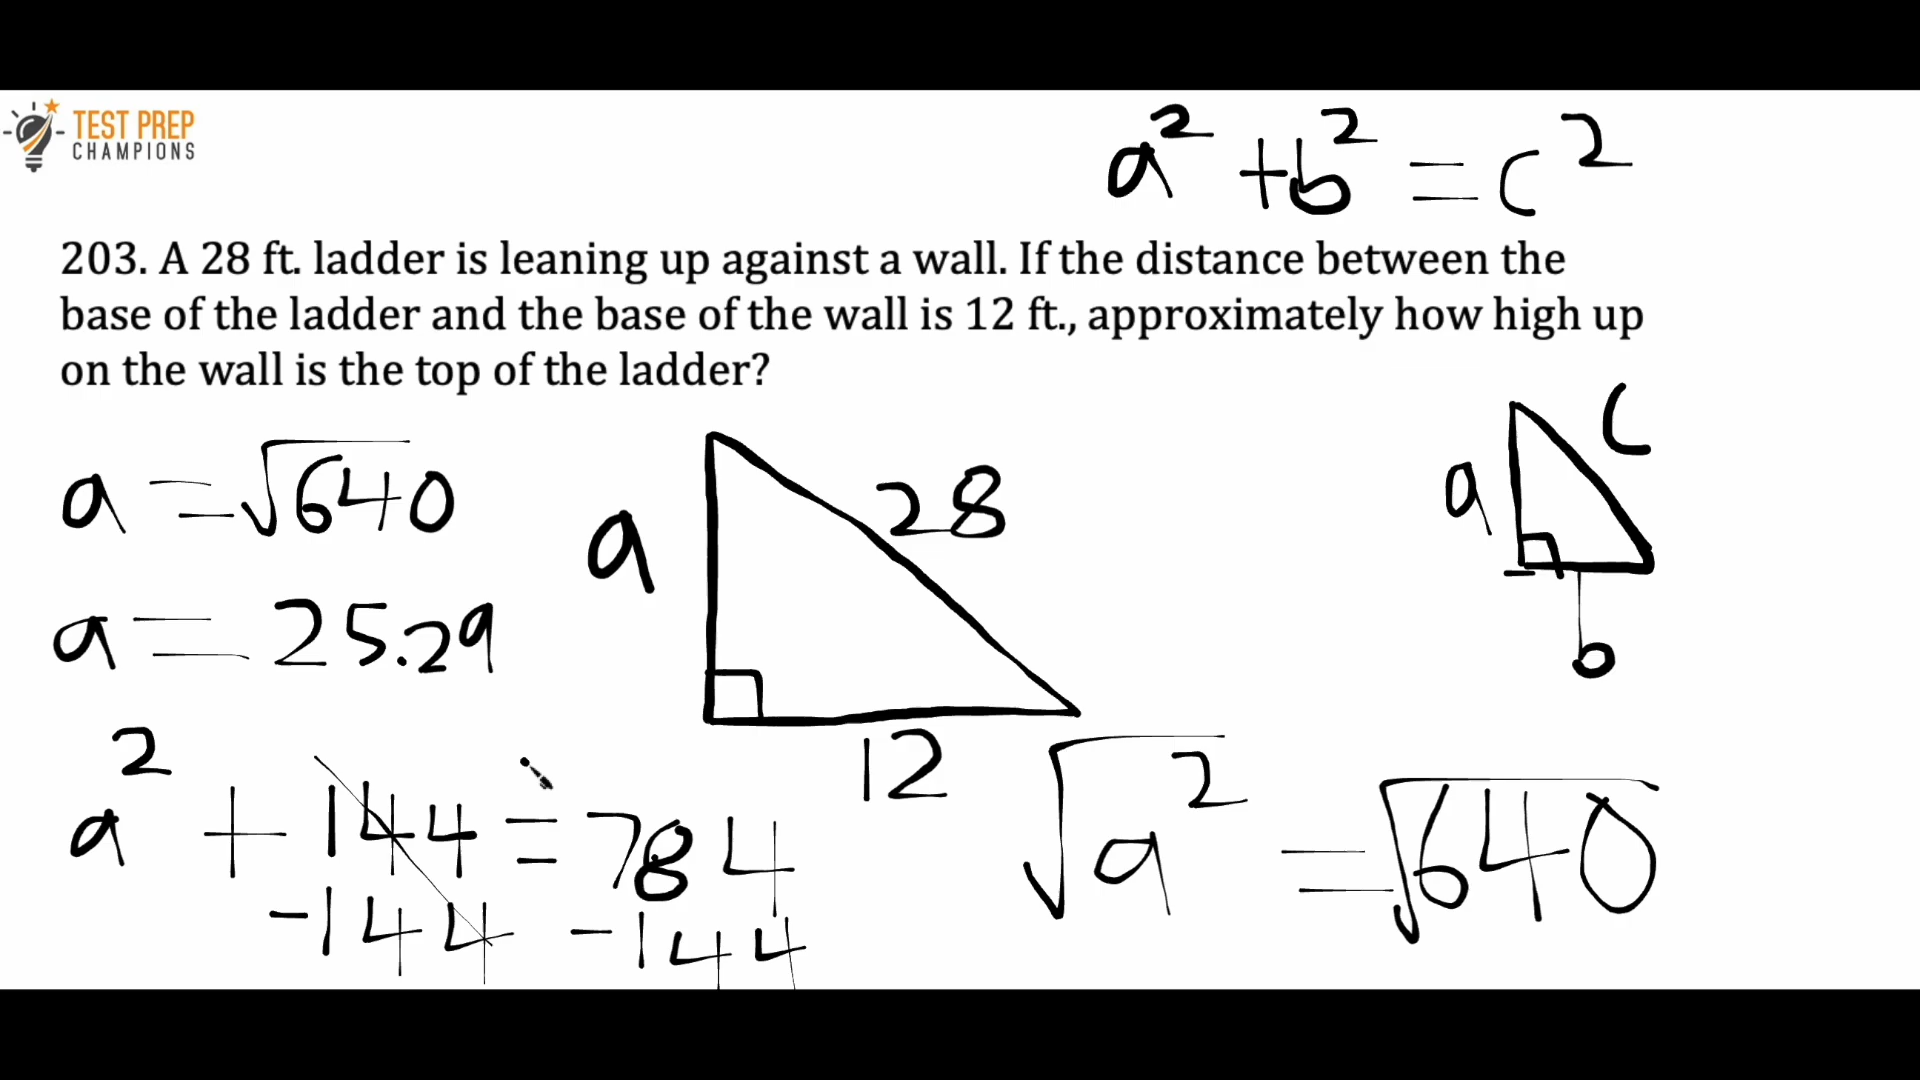 TEST PREP
CHAMPIONS
a² + b² = c²
203. A 28 ft. ladder is leaning up against a wall. If the distance between the
base of the ladder and the base of the wall is 12 ft., approximately how high up
on the wall is the top of the ladder?
a = √640
a = 25.29
a
28
12
a
c
b
a² + 144 = 784
-144 -144
√a² = √640